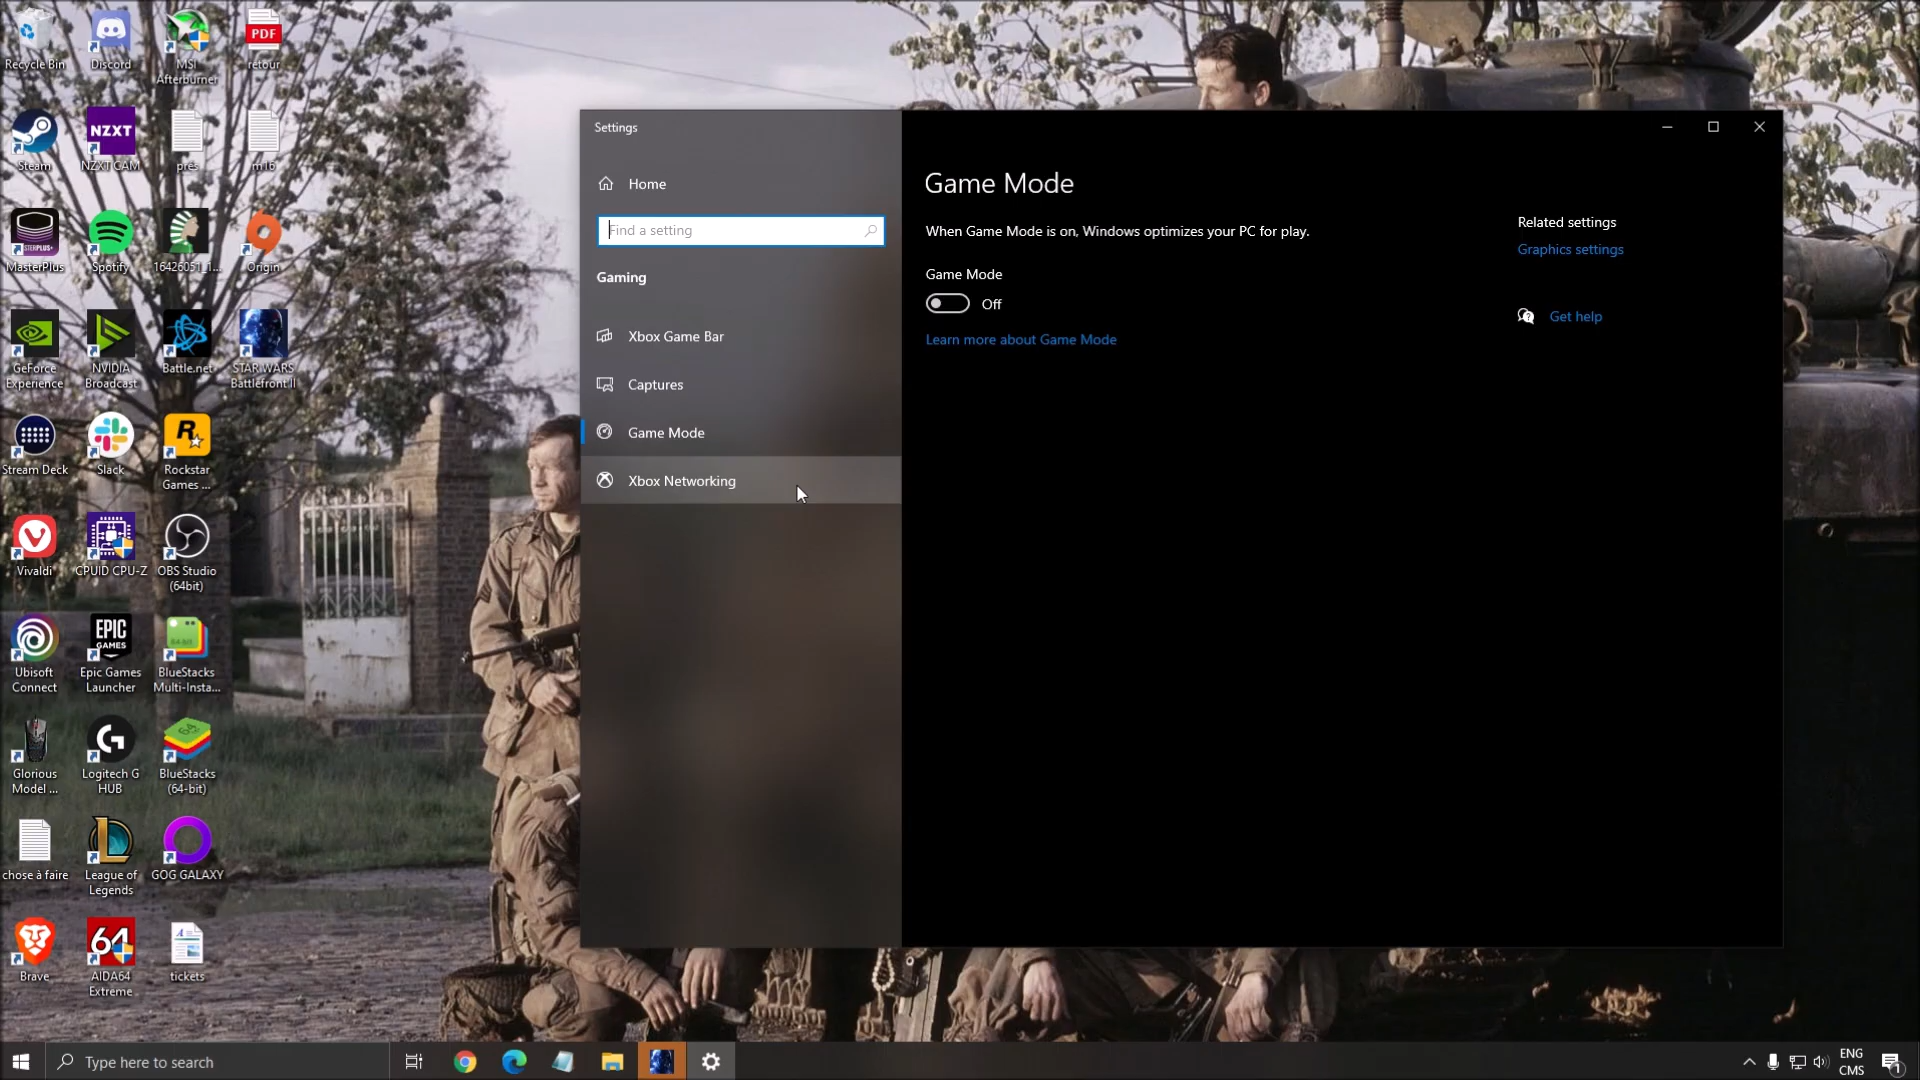 Recycle Bin
Discord
MSI
Afterburner
PDF
retour
Steam
NZXT
NZXT CAM
pres
m16
MasterPlus
Spotify
16426051_1...
Origin
GeForce
Experience
NVIDIA
Broadcast
Battle.net
STAR WARS
Battlefront II
Stream Deck
Slack
R
Rockstar
Games ...
Vivaldi
CPUID CPU-Z
OBS Studio
(64bit)
Ubisoft
Connect
EPIC
GAMES
Epic Games
Launcher
BlueStacks
Multi-Insta...
Glorious
Model ...
Logitech G
HUB
BlueStacks
(64-bit)
chose à faire
League of
Legends
GOG GALAXY
Brave
64
AIDA64
Extreme
tickets
Settings
Home
Find a setting
Gaming
Xbox Game Bar
Captures
Game Mode
Xbox Networking
Game Mode
When Game Mode is on, Windows optimizes your PC for play.
Game Mode
Off
Learn more about Game Mode
Related settings
Graphics settings
Get help
Type here to search
ENG
CMS
1